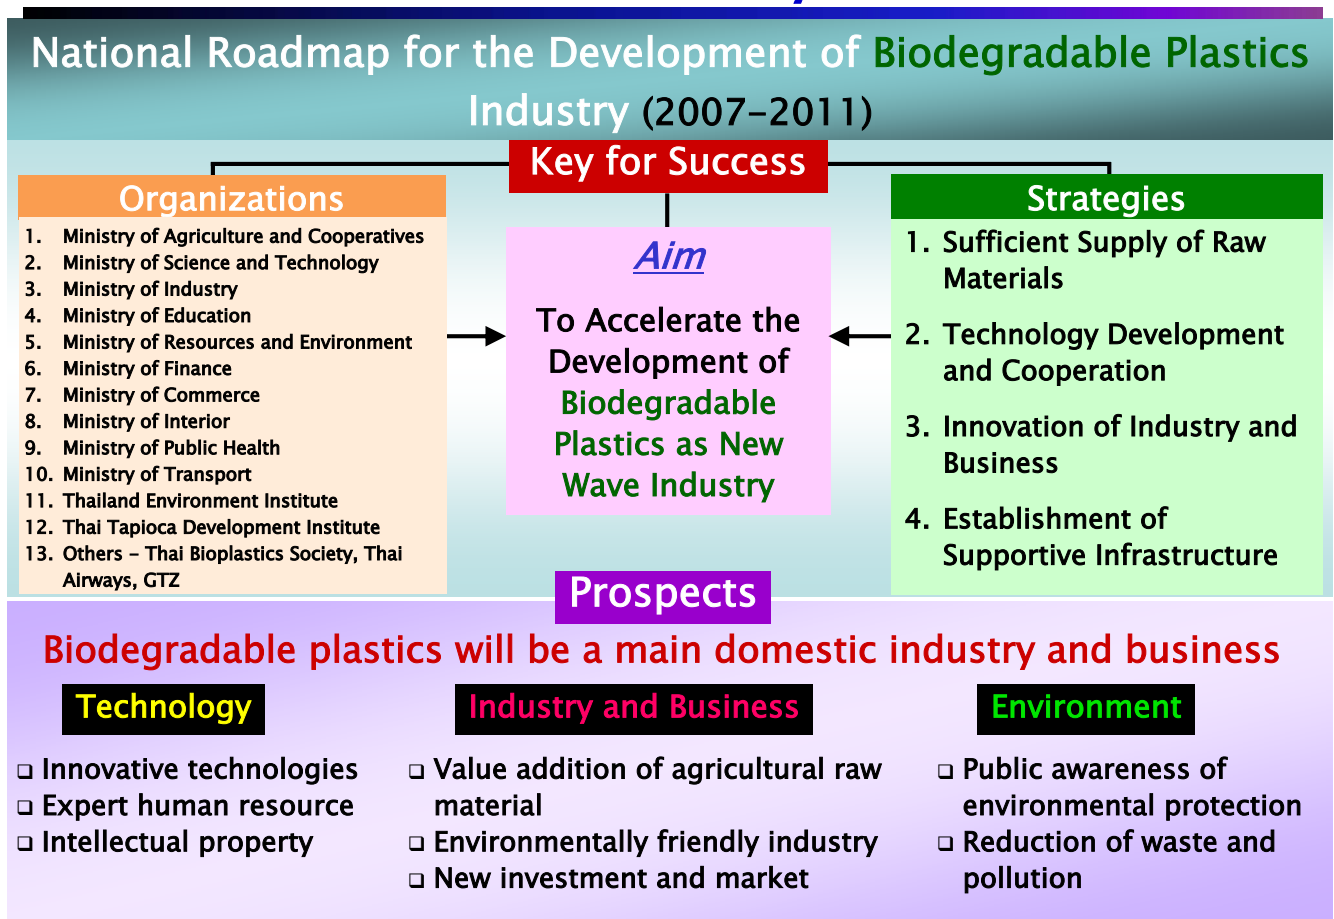 National Roadmap for the Development of Biodegradable Plastics
Industry (2007-2011)
Key for Success
Organizations
1. Ministry of Agriculture and Cooperatives
2. Ministry of Science and Technology
3. Ministry of Industry
4. Ministry of Education
5. Ministry of Resources and Environment
6. Ministry of Finance
7. Ministry of Commerce
8. Ministry of Interior
9. Ministry of Public Health
10. Ministry of Transport
11. Thailand Environment Institute
12. Thai Tapioca Development Institute
13. Others - Thai Bioplastics Society, Thai
Airways, GTZ
Aim
To Accelerate the
Development of
Biodegradable
Plastics as New
Wave Industry
Strategies
1. Sufficient Supply of Raw
Materials
2. Technology Development
and Cooperation
3. Innovation of Industry and
Business
4. Establishment of
Supportive Infrastructure
Prospects
Biodegradable plastics will be a main domestic industry and business
Technology
❑ Innovative technologies
❑ Expert human resource
❑ Intellectual property
Industry and Business
❑ Value addition of agricultural raw
material
❑ Environmentally friendly industry
❑ New investment and market
Environment
❑ Public awareness of
environmental protection
❑ Reduction of waste and
pollution